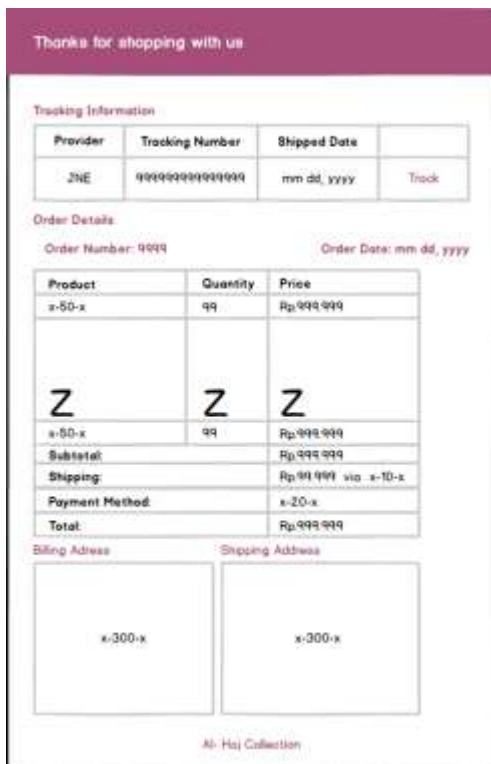 Thanks for shopping with us
Tracking Information
Provider Tracking Number Shipped Date
JNE 999999999999999 mm dd, yyyy Track
Order Details
Order Number: 9999 Order Date: mm dd, yyyy
Product Quantity Price
x-50-x 99 Rp.999.999
Z Z Z
x-50-x 99 Rp.999.999
Subtotal: Rp.999.999
Shipping: Rp.99.999 via x-10-x
Payment Method: x-20-x
Total: Rp.999.999
Billing Adress Shipping Address
x-300-x x-300-x
Al- Haj Collection